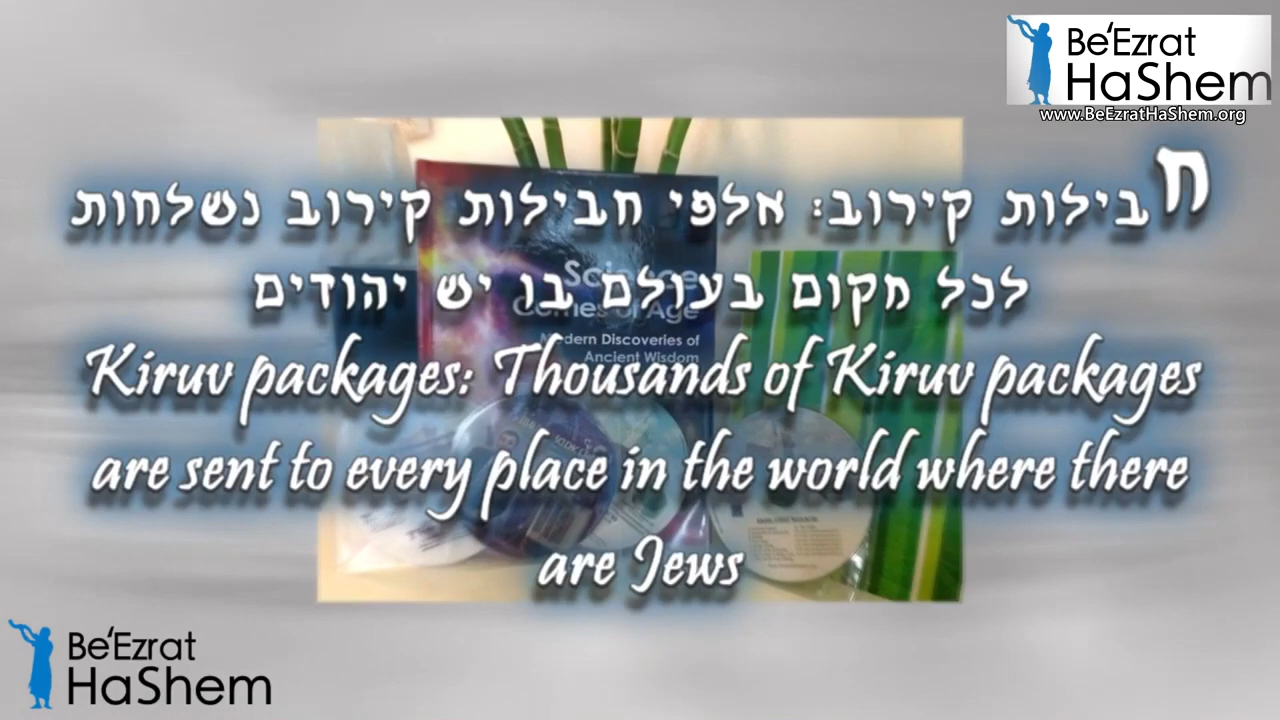 Be'Ezrat
HaShem
www.BeEzratHaShem.org
חבילות קירוב: אלפי חבילות קירוב נשלחות
לכל מקום בעולם בו יש יהודים
Science
Comes of Age
Modern Discoveries of
Ancient Wisdom
Kiruv packages: Thousands of Kiruv packages
are sent to every place in the world where there
are Jews
Be'Ezrat
HaShem